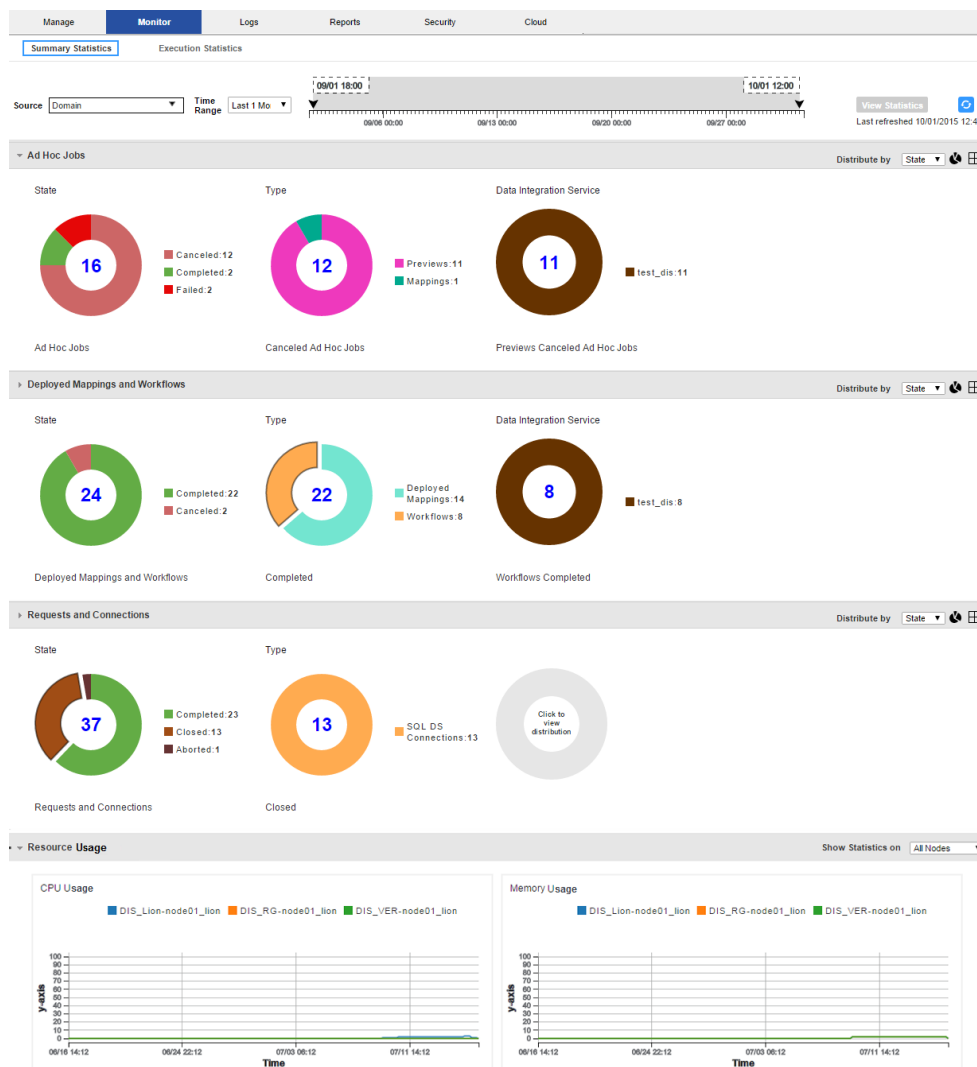 Manage Monitor Logs Reports Security Cloud
Summary Statistics Execution Statistics
09/01 18:00 10/01 12:00
Source Domain Time Range Last 1 Mo View Statistics
09/06 00:00 09/13 00:00 09/20 00:00 09/27 00:00
Last refreshed 10/01/2015 12:4
Ad Hoc Jobs Distribute by State
State Type Data Integration Service
16 12 11
Canceled:12
Completed:2
Failed:2
Previews:11
Mappings:1
test_dis:11
Ad Hoc Jobs Canceled Ad Hoc Jobs Previews Canceled Ad Hoc Jobs
Deployed Mappings and Workflows Distribute by State
State Type Data Integration Service
24 22 8
Completed:22
Canceled:2
Deployed
Mappings:14
Workflows:8
test_dis:8
Deployed Mappings and Workflows Completed Workflows Completed
Requests and Connections Distribute by State
State Type
37 13
Completed:23
Closed:13
Aborted:1
SQL DS
Connections:13
Click to
view
distribution
Requests and Connections Closed
Resource Usage Show Statistics on All Nodes
CPU Usage
DIS_Lion-node01_lion DIS_RG-node01_lion DIS_VER-node01_lion
100
90
80
70
60
50
40
30
20
10
0
y-axis
06/16 14:12 06/24 22:12 07/03 06:12 07/11 14:12
Time
Memory Usage
DIS_Lion-node01_lion DIS_RG-node01_lion DIS_VER-node01_lion
100
90
80
70
60
50
40
30
20
10
0
y-axis
06/16 14:12 06/24 22:12 07/03 06:12 07/11 14:12
Time